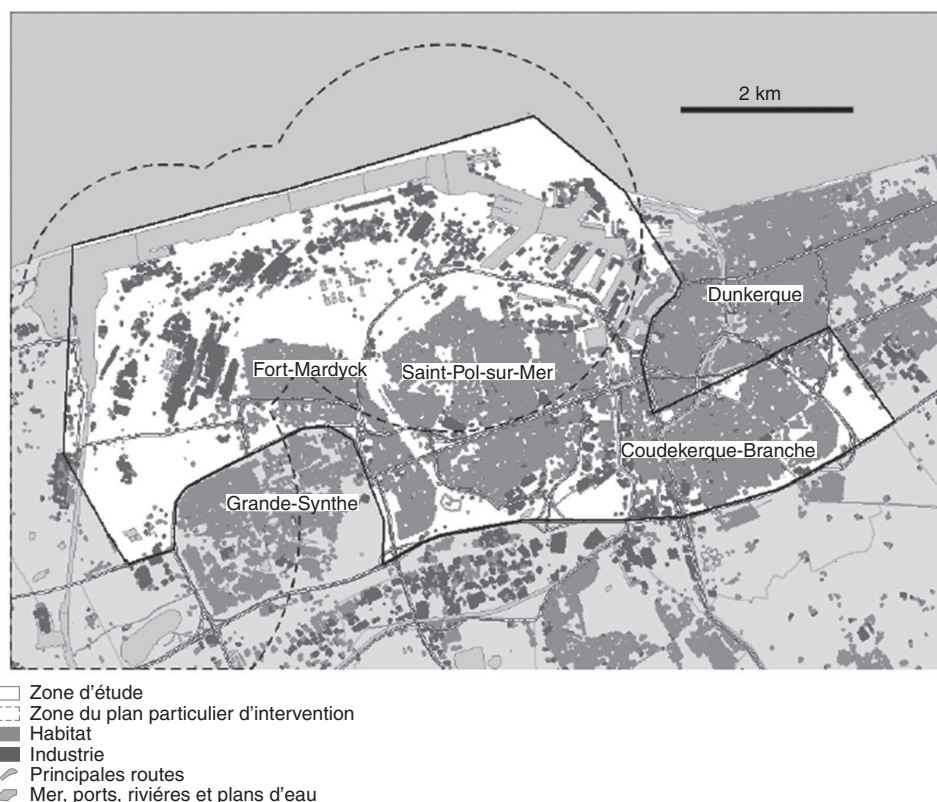 2 km
Dunkerque
Fort-Mardyck
Saint-Pol-sur-Mer
Coudekerque-Branche
Grande-Synthe
Zone d'étude
Zone du plan particulier d'intervention
Habitat
Industrie
Principales routes
Mer, ports, riviéres et plans d'eau